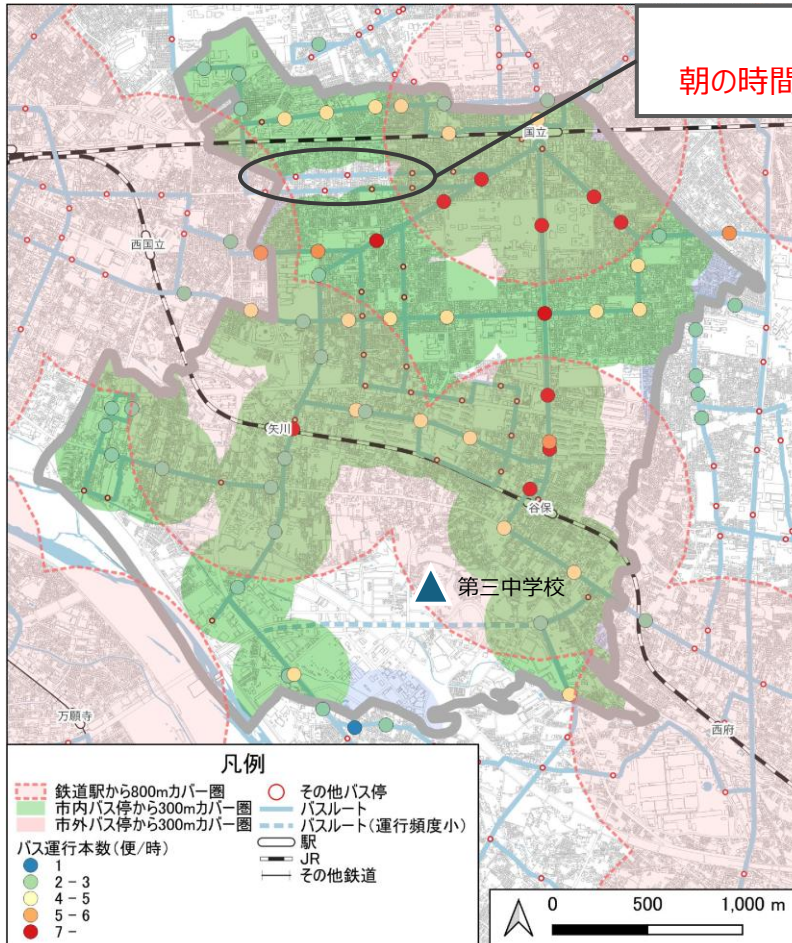 朝の時間
国立
西国立
矢川
谷保
第三中学校
万願寺
西府
凡例
鉄道駅から800mカバー圏
市内バス停から300mカバー圏
市外バス停から300mカバー圏
バス運行本数(便/時)
1
2 - 3
4 - 5
5 - 6
7 -
その他バス停
バスルート
バスルート(運行頻度小)
駅
JR
その他鉄道
0 500 1,000 m